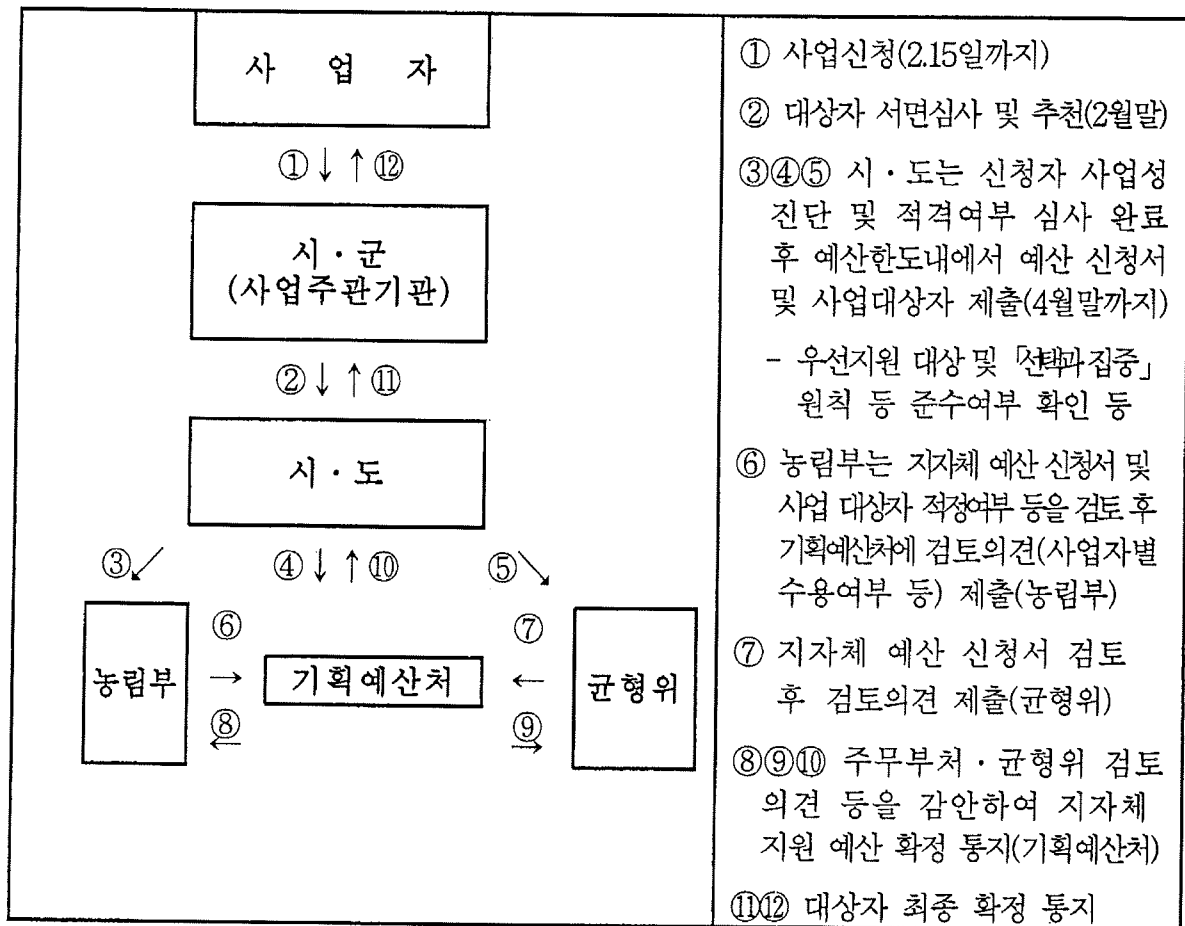 사 업 자
① ↓ ↑ ⑫
시·군
(사업주관기관)
② ↓ ↑ ⑪
시·도
③↙ ④ ↓ ↑ ⑩ ⑤↘
농림부
⑥
→
⑧
←
기획예산처
⑦
←
⑨
→
균형위
① 사업신청(2.15일까지)
② 대상자 서면심사 및 추천(2월말)
③④⑤ 시·도는 신청자 사업성
진단 및 적격여부 심사 완료
후 예산한도내에서 예산 신청서
및 사업대상자 제출(4월말까지)
- 우선지원 대상 및 「선택과 집중」
원칙 등 준수여부 확인 등
⑥ 농림부는 지자체 예산 신청서 및
사업 대상자 적정여부 등을 검토 후
기획예산처에 검토의견(사업자별
수용여부 등) 제출(농림부)
⑦ 지자체 예산 신청서 검토
후 검토의견 제출(균형위)
⑧⑨⑩ 주무부처·균형위 검토
의견 등을 감안하여 지자체
지원 예산 확정 통지(기획예산처)
⑪⑫ 대상자 최종 확정 통지